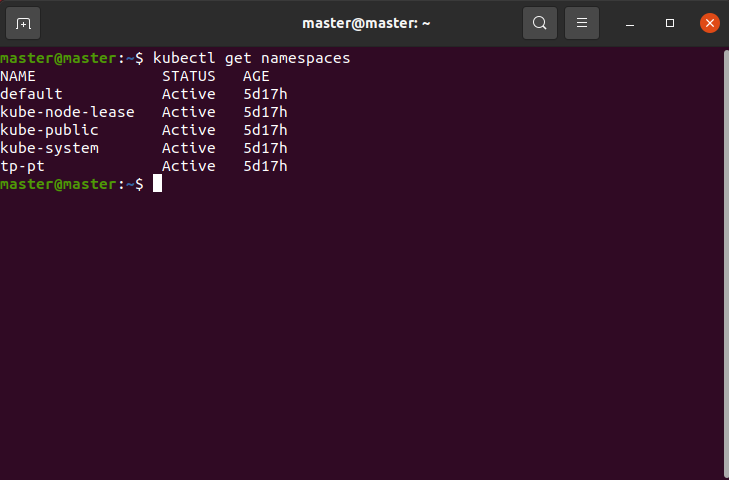 master@master: ~
master@master:~$ kubectl get namespaces
NAME              STATUS   AGE
default           Active   5d17h
kube-node-lease   Active   5d17h
kube-public       Active   5d17h
kube-system       Active   5d17h
tp-pt             Active   5d17h
master@master:~$